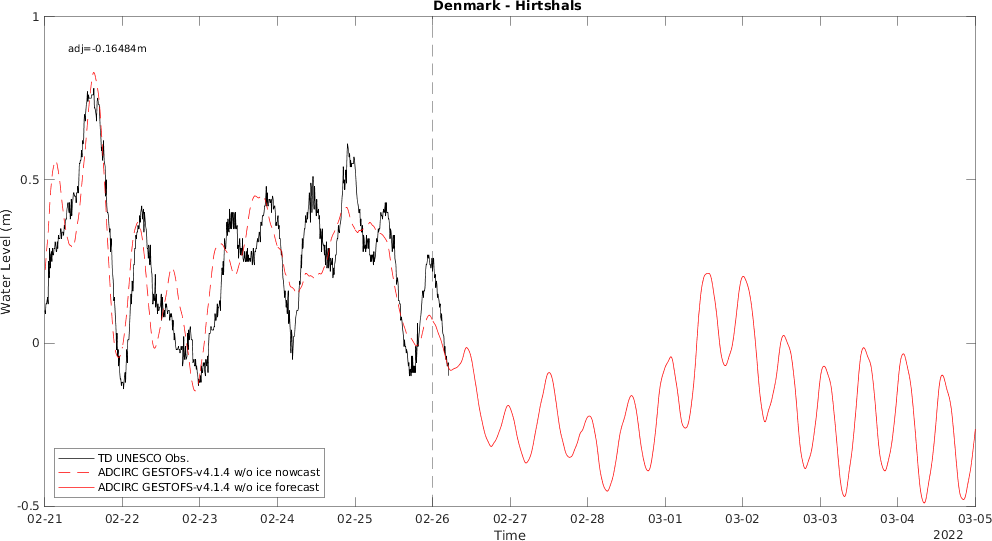 Denmark - Hirtshals
adj=-0.16484m
Water Level (m)
1
0.5
0
-0.5
TD UNESCO Obs.
ADCIRC GESTOFS-v4.1.4 w/o ice nowcast
ADCIRC GESTOFS-v4.1.4 w/o ice forecast
02-21 02-22 02-23 02-24 02-25 02-26 02-27 02-28 03-01 03-02 03-03 03-04 03-05
Time
2022